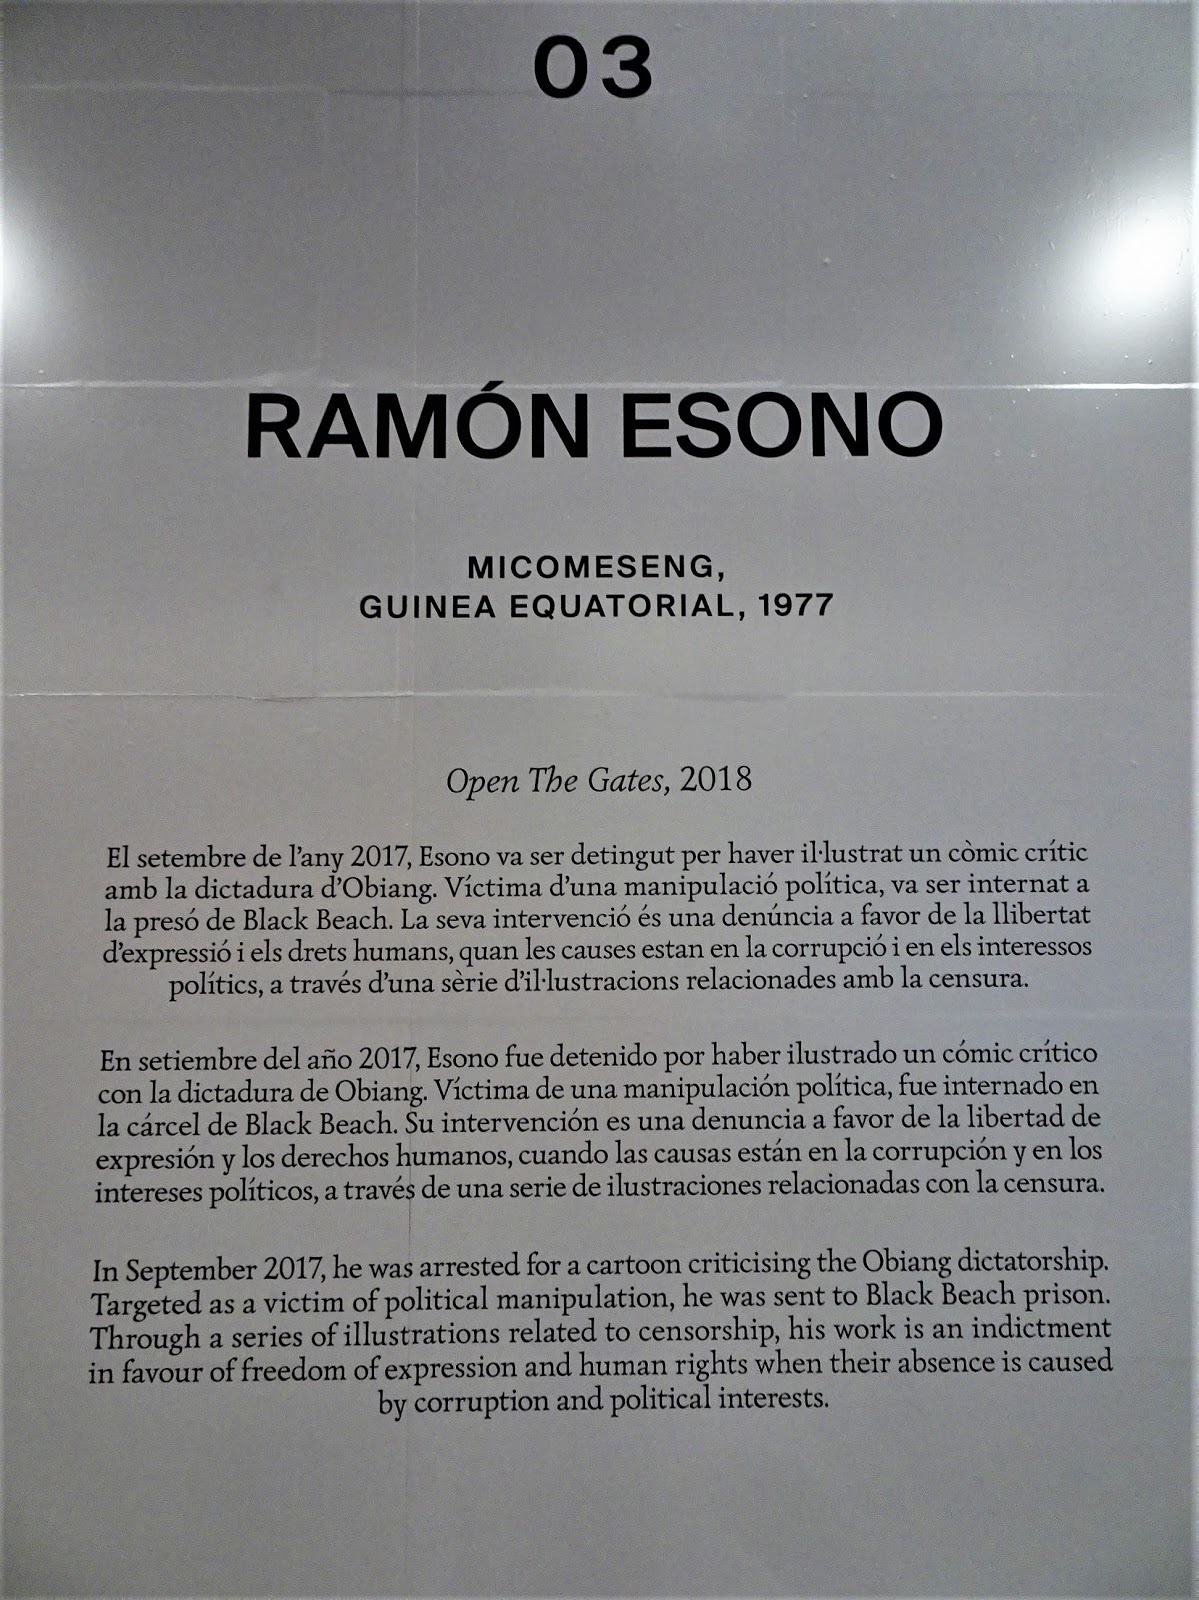 03
RAMÓN ESONO
MICOMESENG,
GUINEA EQUATORIAL, 1977
Open The Gates, 2018
El setembre de l'any 2017, Esono va ser detingut per haver il·lustrat un còmic crític
amb la dictadura d'Obiang. Víctima d'una manipulació política, va ser internat a
la presó de Black Beach. La seva intervenció és una denúncia a favor de la llibertat
d'expressió i els drets humans, quan les causes estan en la corrupció i en els interessos
polítics, a través d'una sèrie d'il·lustracions relacionades amb la censura.
En setiembre del año 2017, Esono fue detenido por haber ilustrado un cómic crítico
con la dictadura de Obiang. Víctima de una manipulación política, fue internado en
la cárcel de Black Beach. Su intervención es una denuncia a favor de la libertad de
expresión y los derechos humanos, cuando las causas están en la corrupción y en los
intereses políticos, a través de una serie de ilustraciones relacionadas con la censura.
In September 2017, he was arrested for a cartoon criticising the Obiang dictatorship.
Targeted as a victim of political manipulation, he was sent to Black Beach prison.
Through a series of illustrations related to censorship, his work is an indictment
in favour of freedom of expression and human rights when their absence is caused
by corruption and political interests.